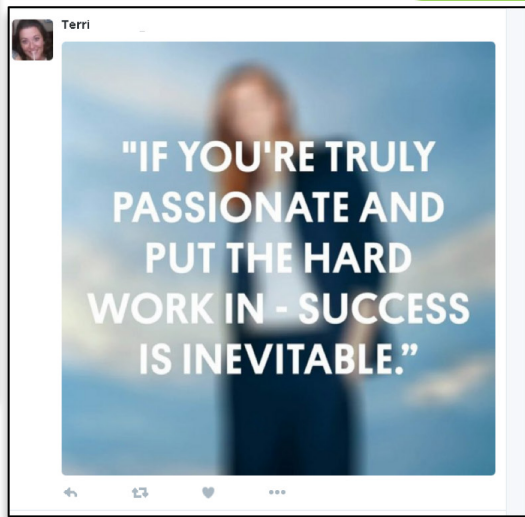 Terri
"IF YOU'RE TRULY
PASSIONATE AND
PUT THE HARD
WORK IN - SUCCESS
IS INEVITABLE.”